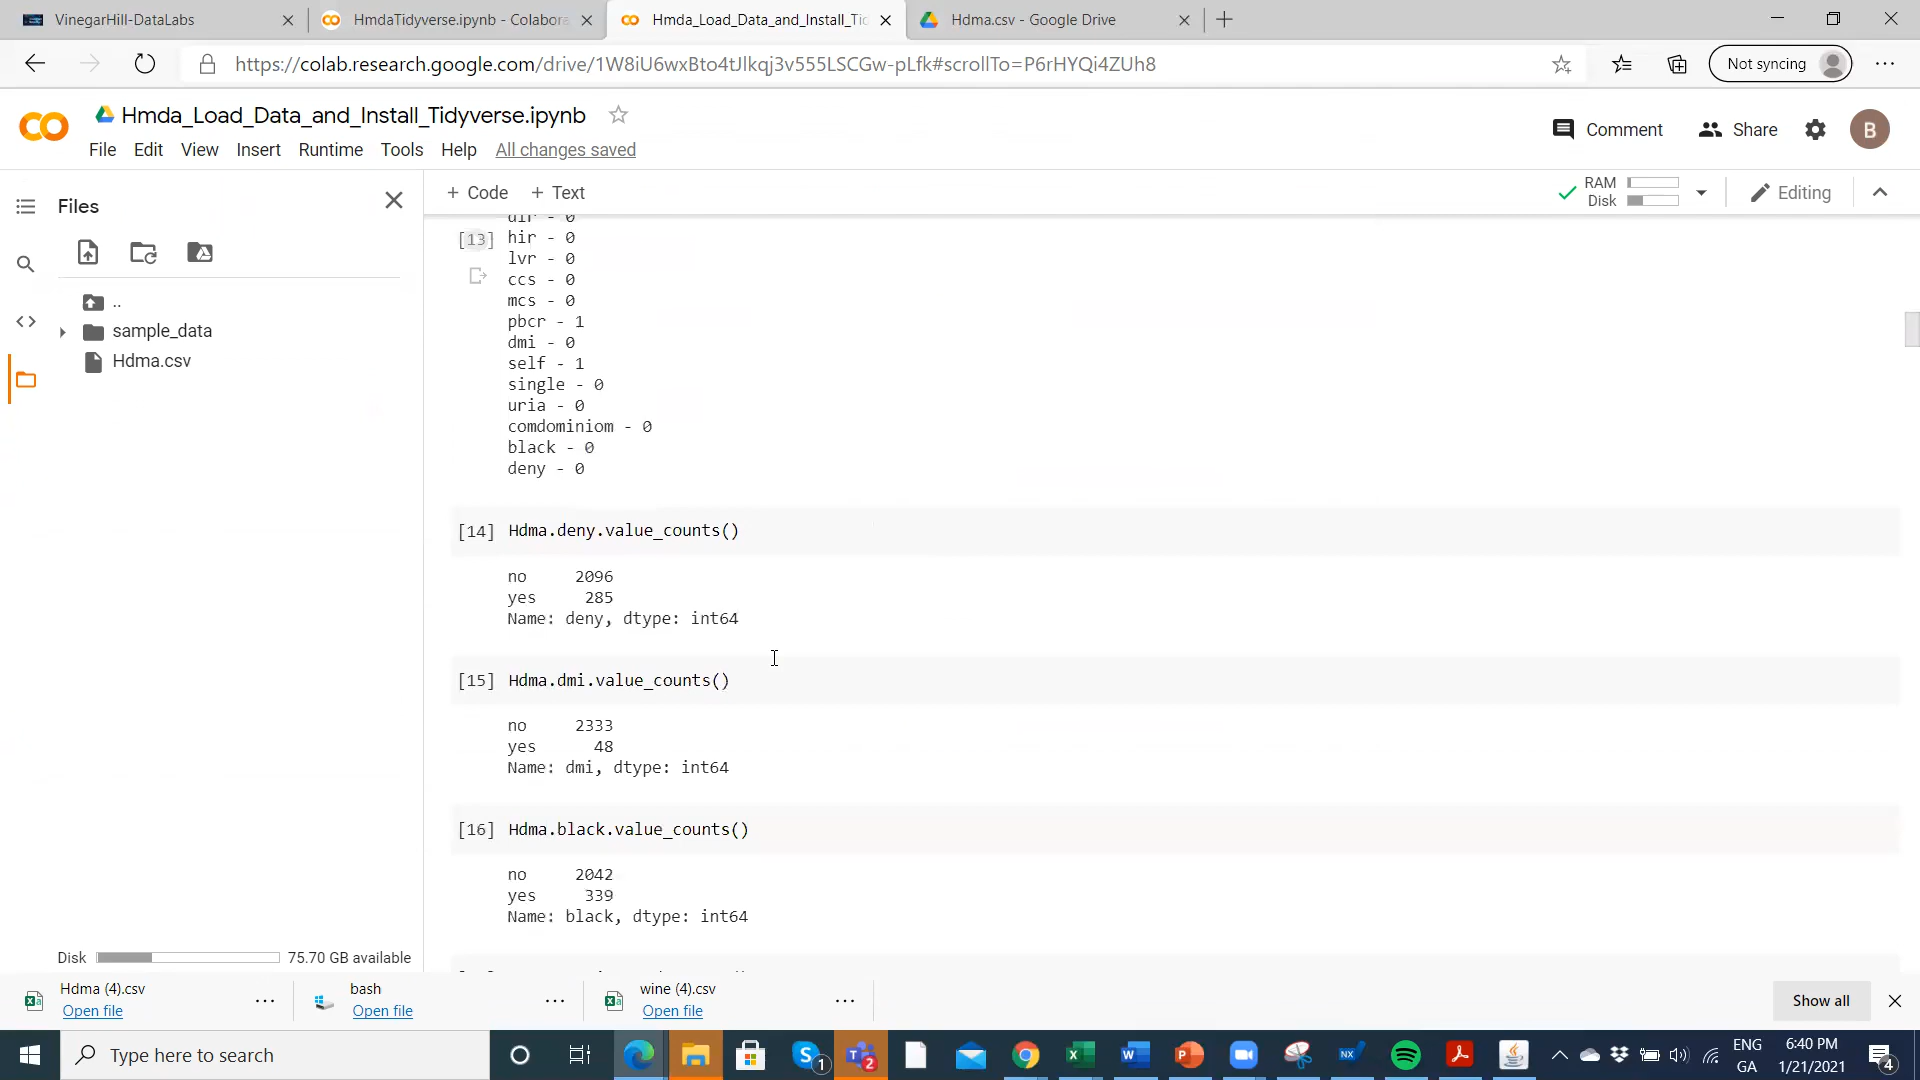 VinegarHill-DataLabs
HmdaTidyverse.ipynb - Colabora
Hmda_Load_Data_and_Install_Tid
Hdma.csv - Google Drive
https://colab.research.google.com/drive/1W8iU6wxBto4tJlkqj3v555LSCGw-pLfk#scrollTo=P6rHYQi4ZUh8
Not syncing
Hmda_Load_Data_and_Install_Tidyverse.ipynb
Comment
Share
B
File Edit View Insert Runtime Tools Help All changes saved
Files
+ Code + Text
RAM
Disk
Editing
..
sample_data
Hdma.csv
dir - 0
[13] hir - 0
lvr - 0
ccs - 0
mcs - 0
pbcr - 1
dmi - 0
self - 1
single - 0
uria - 0
comdominiom - 0
black - 0
deny - 0
[14] Hdma.deny.value_counts()
no 2096
yes 285
Name: deny, dtype: int64
[15] Hdma.dmi.value_counts()
no 2333
yes 48
Name: dmi, dtype: int64
[16] Hdma.black.value_counts()
no 2042
yes 339
Name: black, dtype: int64
Disk 75.70 GB available
Hdma (4).csv
Open file
bash
Open file
wine (4).csv
Open file
Show all
Type here to search
1
2
NX
ENG
GA
6:40 PM
1/21/2021
4